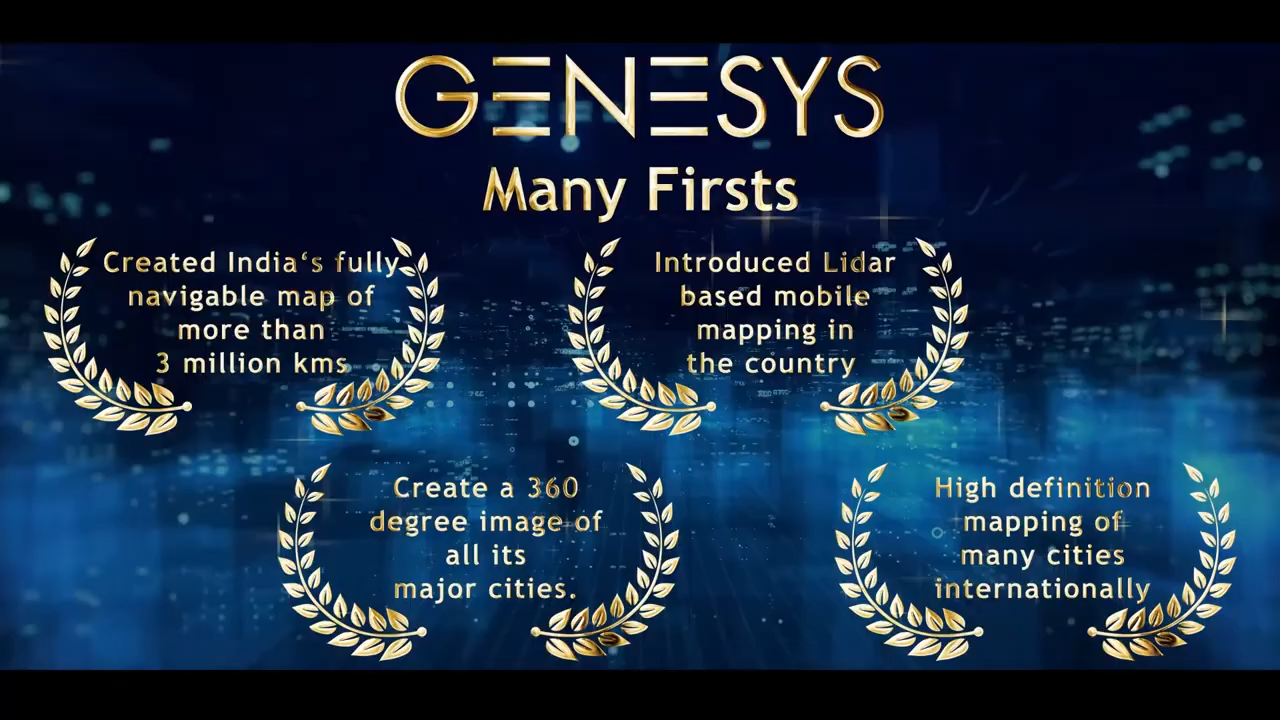 GENESYS
Many Firsts
Created India‘s fully
navigable map of
more than
3 million kms
Introduced Lidar
based mobile
mapping in
the country
Create a 360
degree image of
all its
major cities.
High definition
mapping of
many cities
internationally